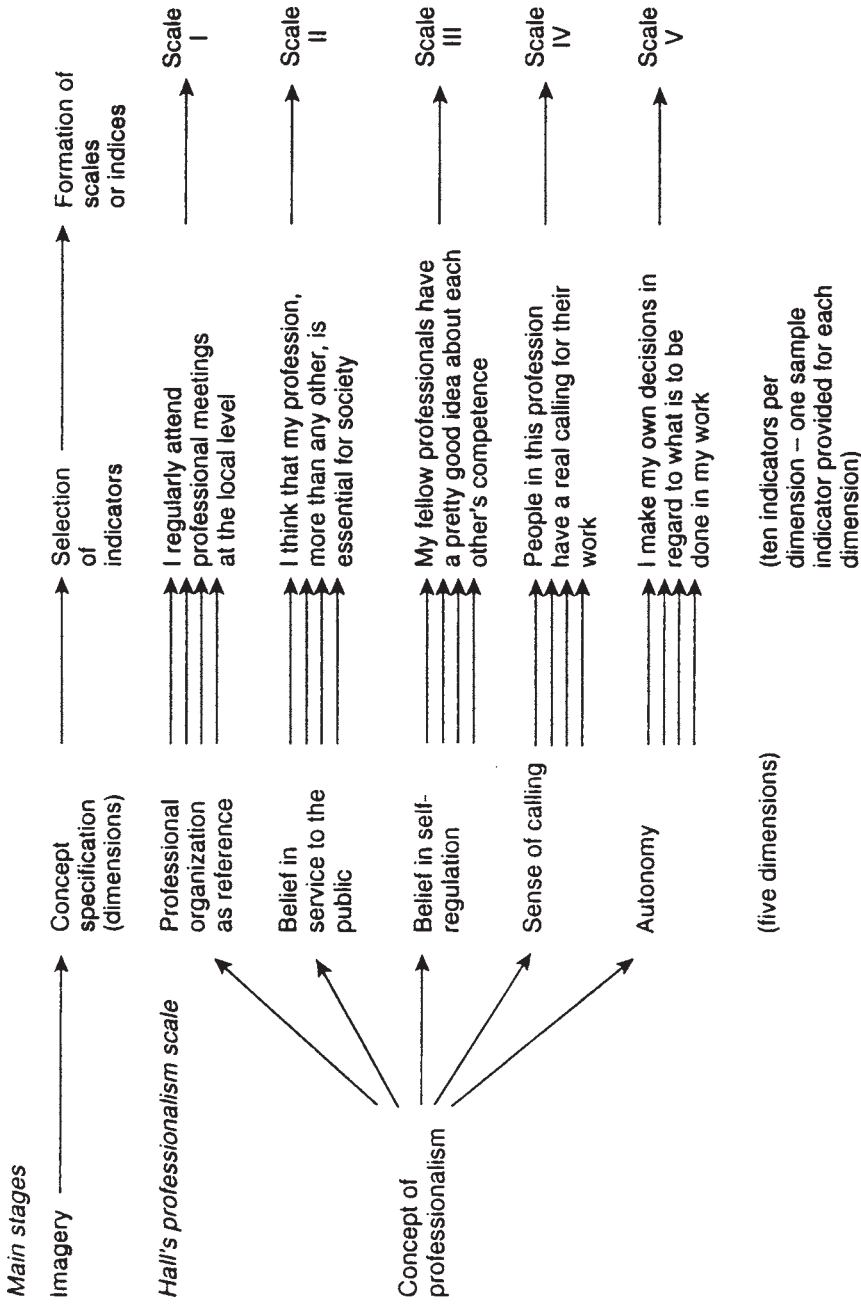 Main stages
Imagery
Concept
specification
(dimensions)
Selection
of
indicators
Formation of
scales
or indices
Hall's professionalism scale
Concept of
professionalism
Professional
organization
as reference
I regularly attend
professional meetings
at the local level
Scale
I
Belief in
service to the
public
I think that my profession,
more than any other, is
essential for society
Scale
II
Belief in self-
regulation
My fellow professionals have
a pretty good idea about each
other's competence
Scale
III
Sense of calling
People in this profession
have a real calling for their
work
Scale
IV
Autonomy
I make my own decisions in
regard to what is to be
done in my work
Scale
V
(five dimensions)
(ten indicators per
dimension – one sample
indicator provided for each
dimension)